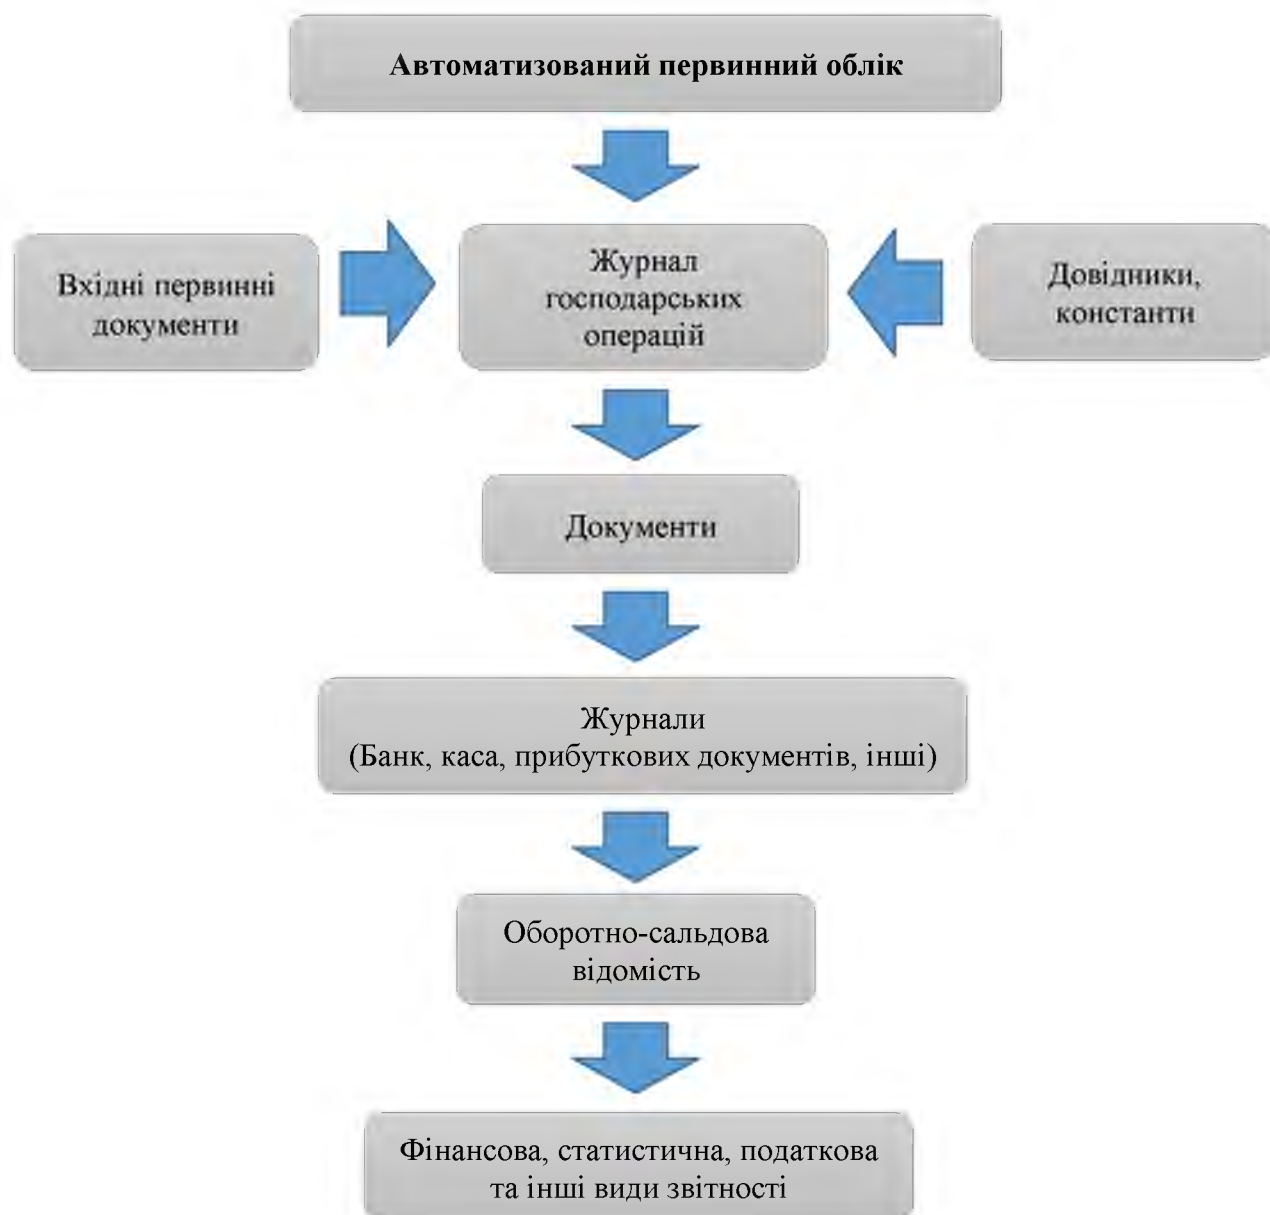 Автоматизований первинний облік
Вхідні первинні
документи
Журнал
господарських
операцій
Довідники,
константи
Документи
Журнали
(Банк, каса, прибуткових документів, інші)
Оборотно-сальдова
відомість
Фінансова, статистична, податкова
та інші види звітності